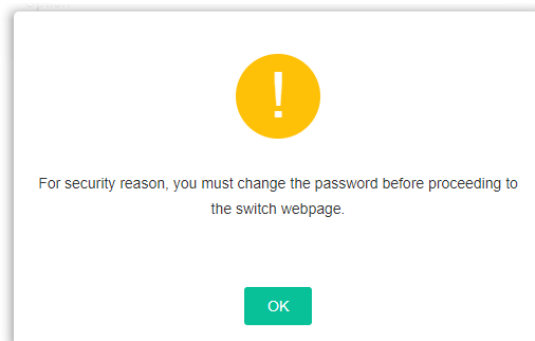 For security reason, you must change the password before proceeding to
the switch webpage.
OK